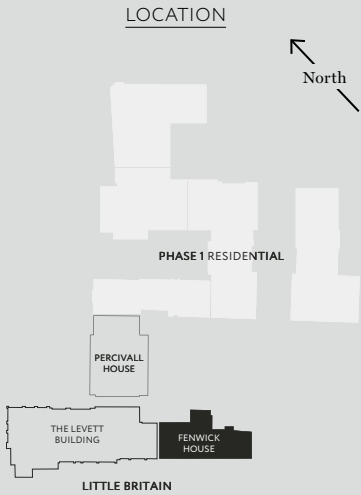 LOCATION
North
PHASE 1 RESIDENTIAL
PERCIVALL
HOUSE
THE LEVETT
BUILDING
FENWICK
HOUSE
LITTLE BRITAIN